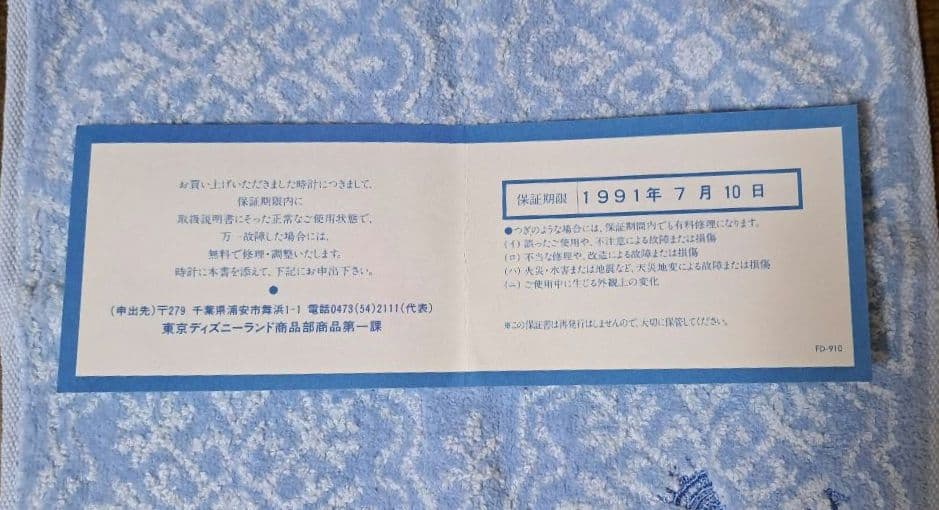 お買い上げいただきました時計につきまして、
保証期限内に
取扱説明書にそった正常なご使用状態で、
万一故障した場合には、
無料で修理・調整いたします。
時計に本書を添えて、下記にお申出下さい。
●
(申出先)〒279 千葉県浦安市舞浜1-1 電話0473(54)2111(代表)
東京ディズニーランド商品部商品第一課
保証期限 1991年 7月 10日
●つぎのような場合には、保証期間内でも有料修理になります。
(イ)誤ったご使用や、不注意による故障または損傷
(ロ)不当な修理や、改造による故障または損傷
(ハ)火災・水害または地震など、天災地変による故障または損傷
(ニ)ご使用中に生じる外観上の変化
※この保証書は再発行はしませんので、大切に保管してください。
FD-910